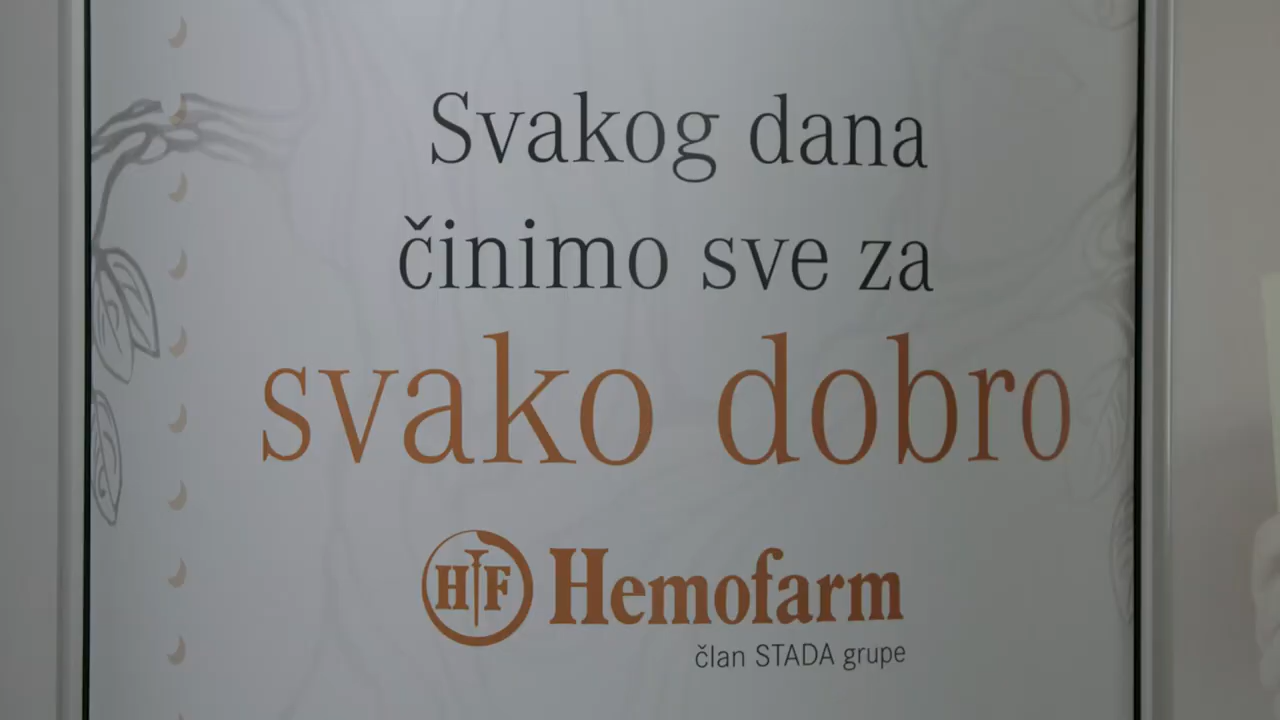 Svakog dana
činimo sve za
svako dobro
HF Hemofarm
član STADA grupe